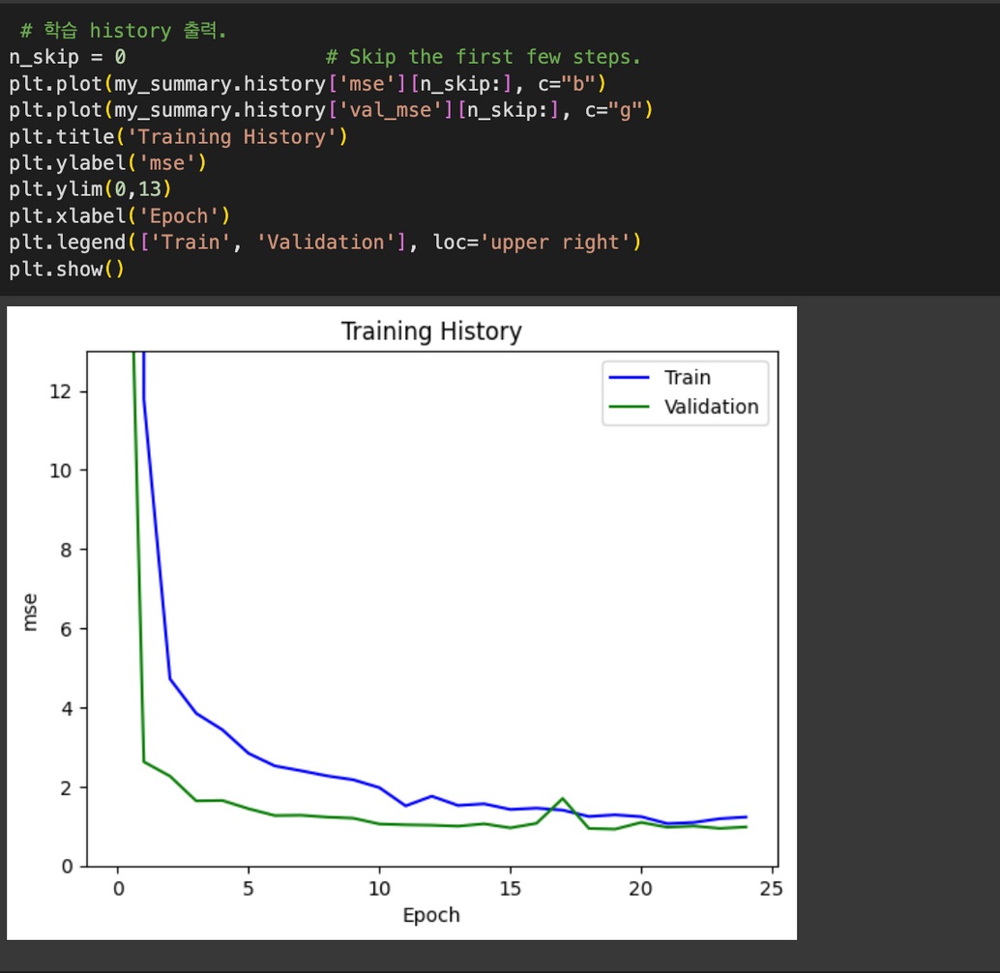 # 학습 history 출력.
n_skip = 0 # Skip the first few steps.
plt.plot(my_summary.history['mse'][n_skip:], c="b")
plt.plot(my_summary.history['val_mse'][n_skip:], c="g")
plt.title('Training History')
plt.ylabel('mse')
plt.ylim(0,13)
plt.xlabel('Epoch')
plt.legend(['Train', 'Validation'], loc='upper right')
plt.show()
Training History
Train
Validation
12
10
8
6
4
2
0
mse
0 5 10 15 20 25
Epoch